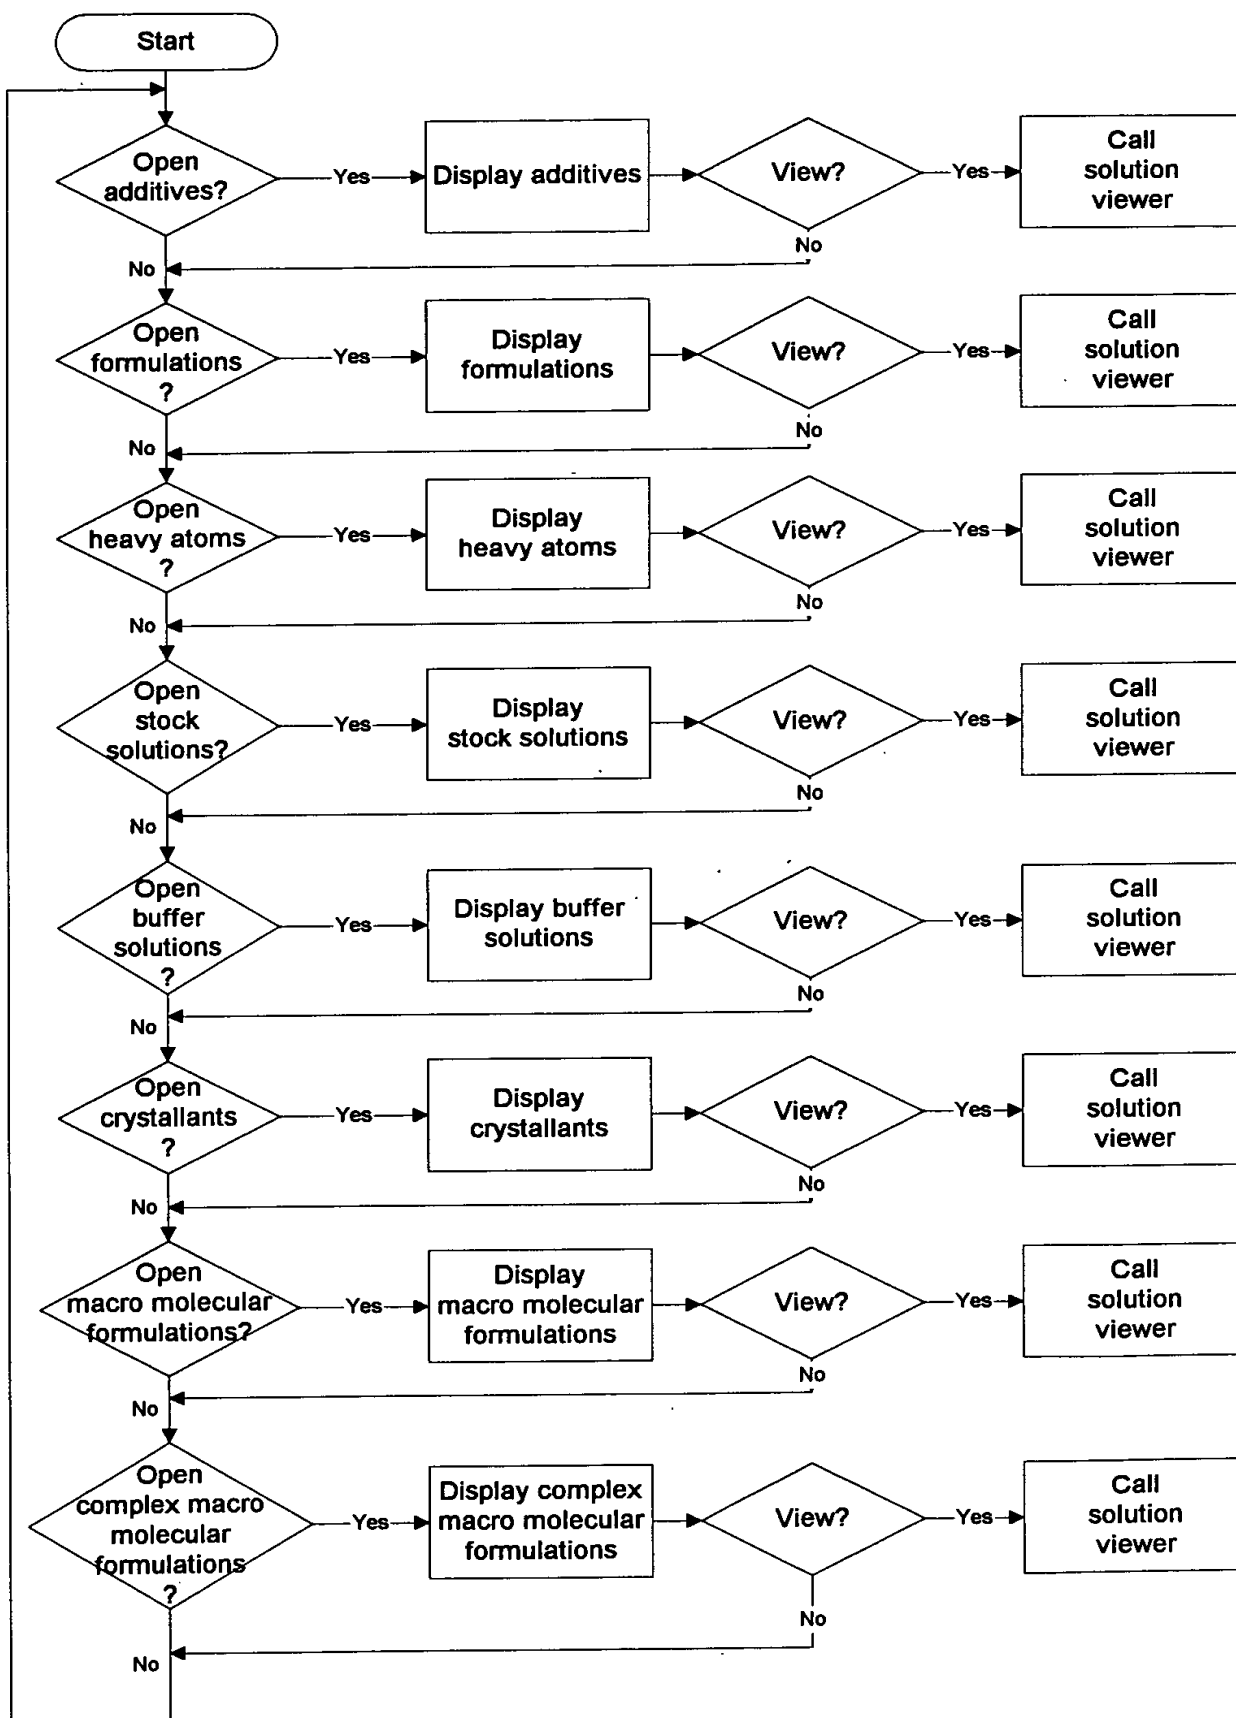 Start
Open
additives?
Yes
Display additives
View?
Yes
Call
solution
viewer
No
No
Open
formulations
?
Yes
Display
formulations
View?
Yes
Call
solution
viewer
No
No
Open
heavy atoms
?
Yes
Display
heavy atoms
View?
Yes
Call
solution
viewer
No
No
Open
stock
solutions?
Yes
Display
stock solutions
View?
Yes
Call
solution
viewer
No
No
Open
buffer
solutions
?
Yes
Display buffer
solutions
View?
Yes
Call
solution
viewer
No
No
Open
crystallants
?
Yes
Display
crystallants
View?
Yes
Call
solution
viewer
No
No
Open
macro molecular
formulations?
Yes
Display
macro molecular
formulations
View?
Yes
Call
solution
viewer
No
No
Open
complex macro
molecular
formulations
?
Yes
Display complex
macro molecular
formulations
View?
Yes
Call
solution
viewer
No
No